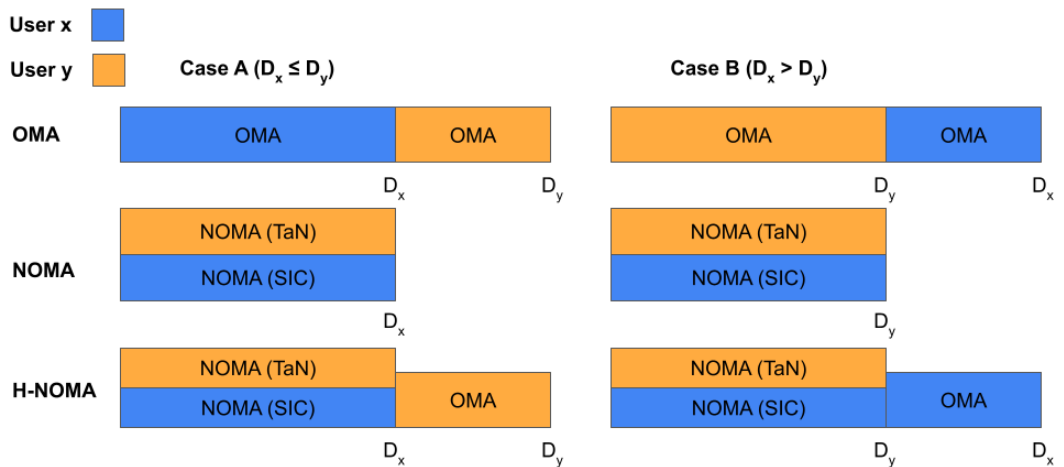 User x
User y
Case A (Dx ≤ Dy)
Case B (Dx > Dy)
OMA
OMA
OMA
OMA
OMA
Dx
Dy
Dy
Dx
NOMA
NOMA (TaN)
NOMA (SIC)
NOMA (TaN)
NOMA (SIC)
Dx
Dy
H-NOMA
NOMA (TaN)
NOMA (SIC)
OMA
NOMA (TaN)
NOMA (SIC)
OMA
Dx
Dy
Dy
Dx